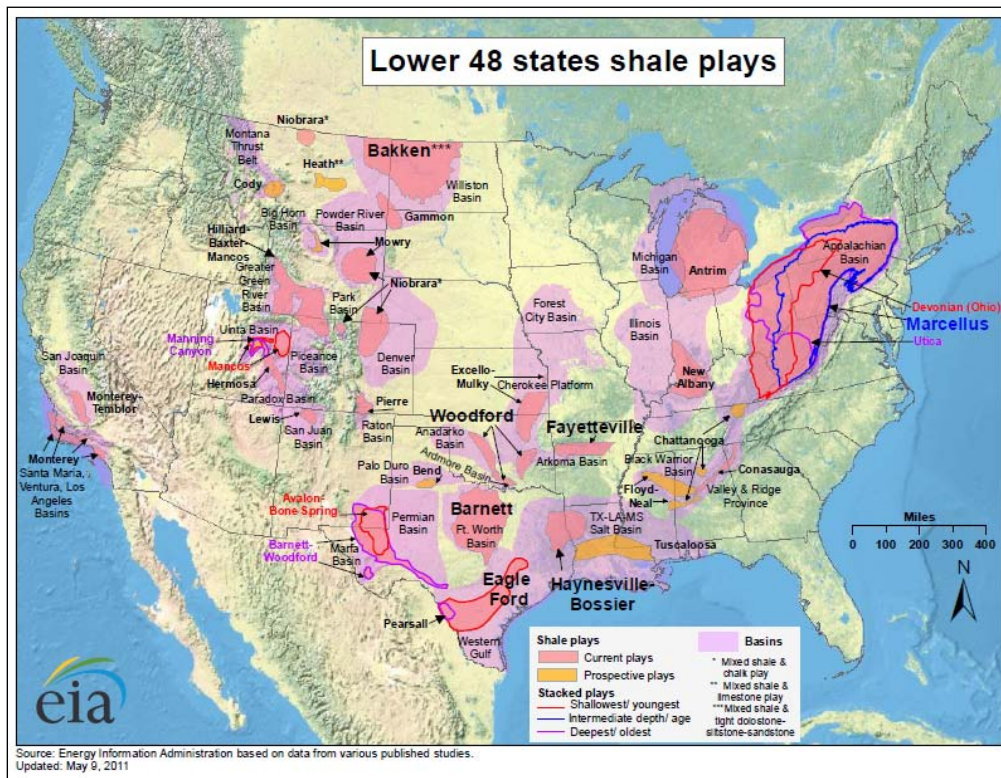 Lower 48 states shale plays
Niobrara*
Montana
Thrust
Belt
Bakken***
Heath**
Cody
Williston
Basin
Big Horn
Basin
Powder River
Basin
Gammon
Hilliard-
Baxter-
Mancos
Mowry
Greater
Green
River
Basin
Park
Basin
Niobrara*
Michigan
Basin
Antrim
Appalachian
Basin
Devonian (Ohio)
Marcellus
Utica
Uinta Basin
Manning
Canyon
Mancos
Piceance
Basin
Denver
Basin
Forest
City Basin
Illinois
Basin
San Joaquin
Basin
Hermosa
Paradox Basin
Excello-
Mulky
Cherokee Platform
New
Albany
Monterey-
Temblor
Lewis
San Juan
Basin
Pierre
Raton
Basin
Woodford
Anadarko
Basin
Fayetteville
Arkoma Basin
Chattanooga
Black Warrior
Basin
Conasauga
Monterey
Santa Maria,
Ventura, Los
Angeles
Basins
Palo Duro
Basin
Bend
Ardmore Basin
Floyd-
Neal
Valley & Ridge
Province
Avalon-
Bone Spring
Permian
Basin
Barnett
Ft. Worth
Basin
TX-LA-MS
Salt Basin
Tuscaloosa
Barnett-
Woodford
Marfa
Basin
Eagle
Ford
Haynesville-
Bossier
Pearsall
Western
Gulf
Miles
0 100 200 300 400
N
Shale plays
Current plays
Prospective plays
Stacked plays
Shallowest/ youngest
Intermediate depth/ age
Deepest/ oldest
Basins
* Mixed shale &
chalk play
** Mixed shale &
limestone play
***Mixed shale &
tight dolostone-
siltstone-sandstone
eia
Source: Energy Information Administration based on data from various published studies.
Updated: May 9, 2011